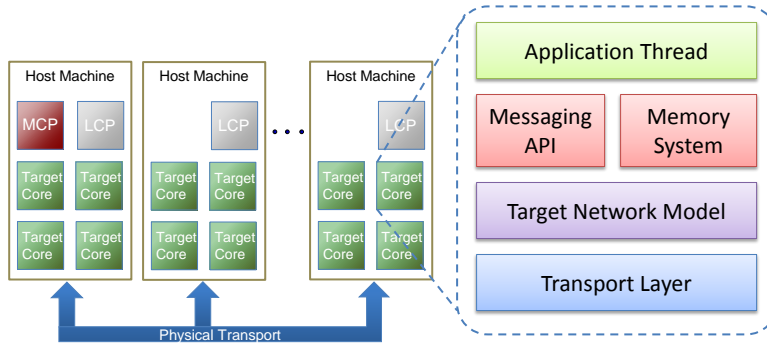 Host Machine
MCP
LCP
Target
Core
Target
Core
Target
Core
Target
Core
Host Machine
LCP
Target
Core
Target
Core
Target
Core
Target
Core
...
Host Machine
LCP
Target
Core
Target
Core
Target
Core
Target
Core
Physical Transport
Application Thread
Messaging
API
Memory
System
Target Network Model
Transport Layer